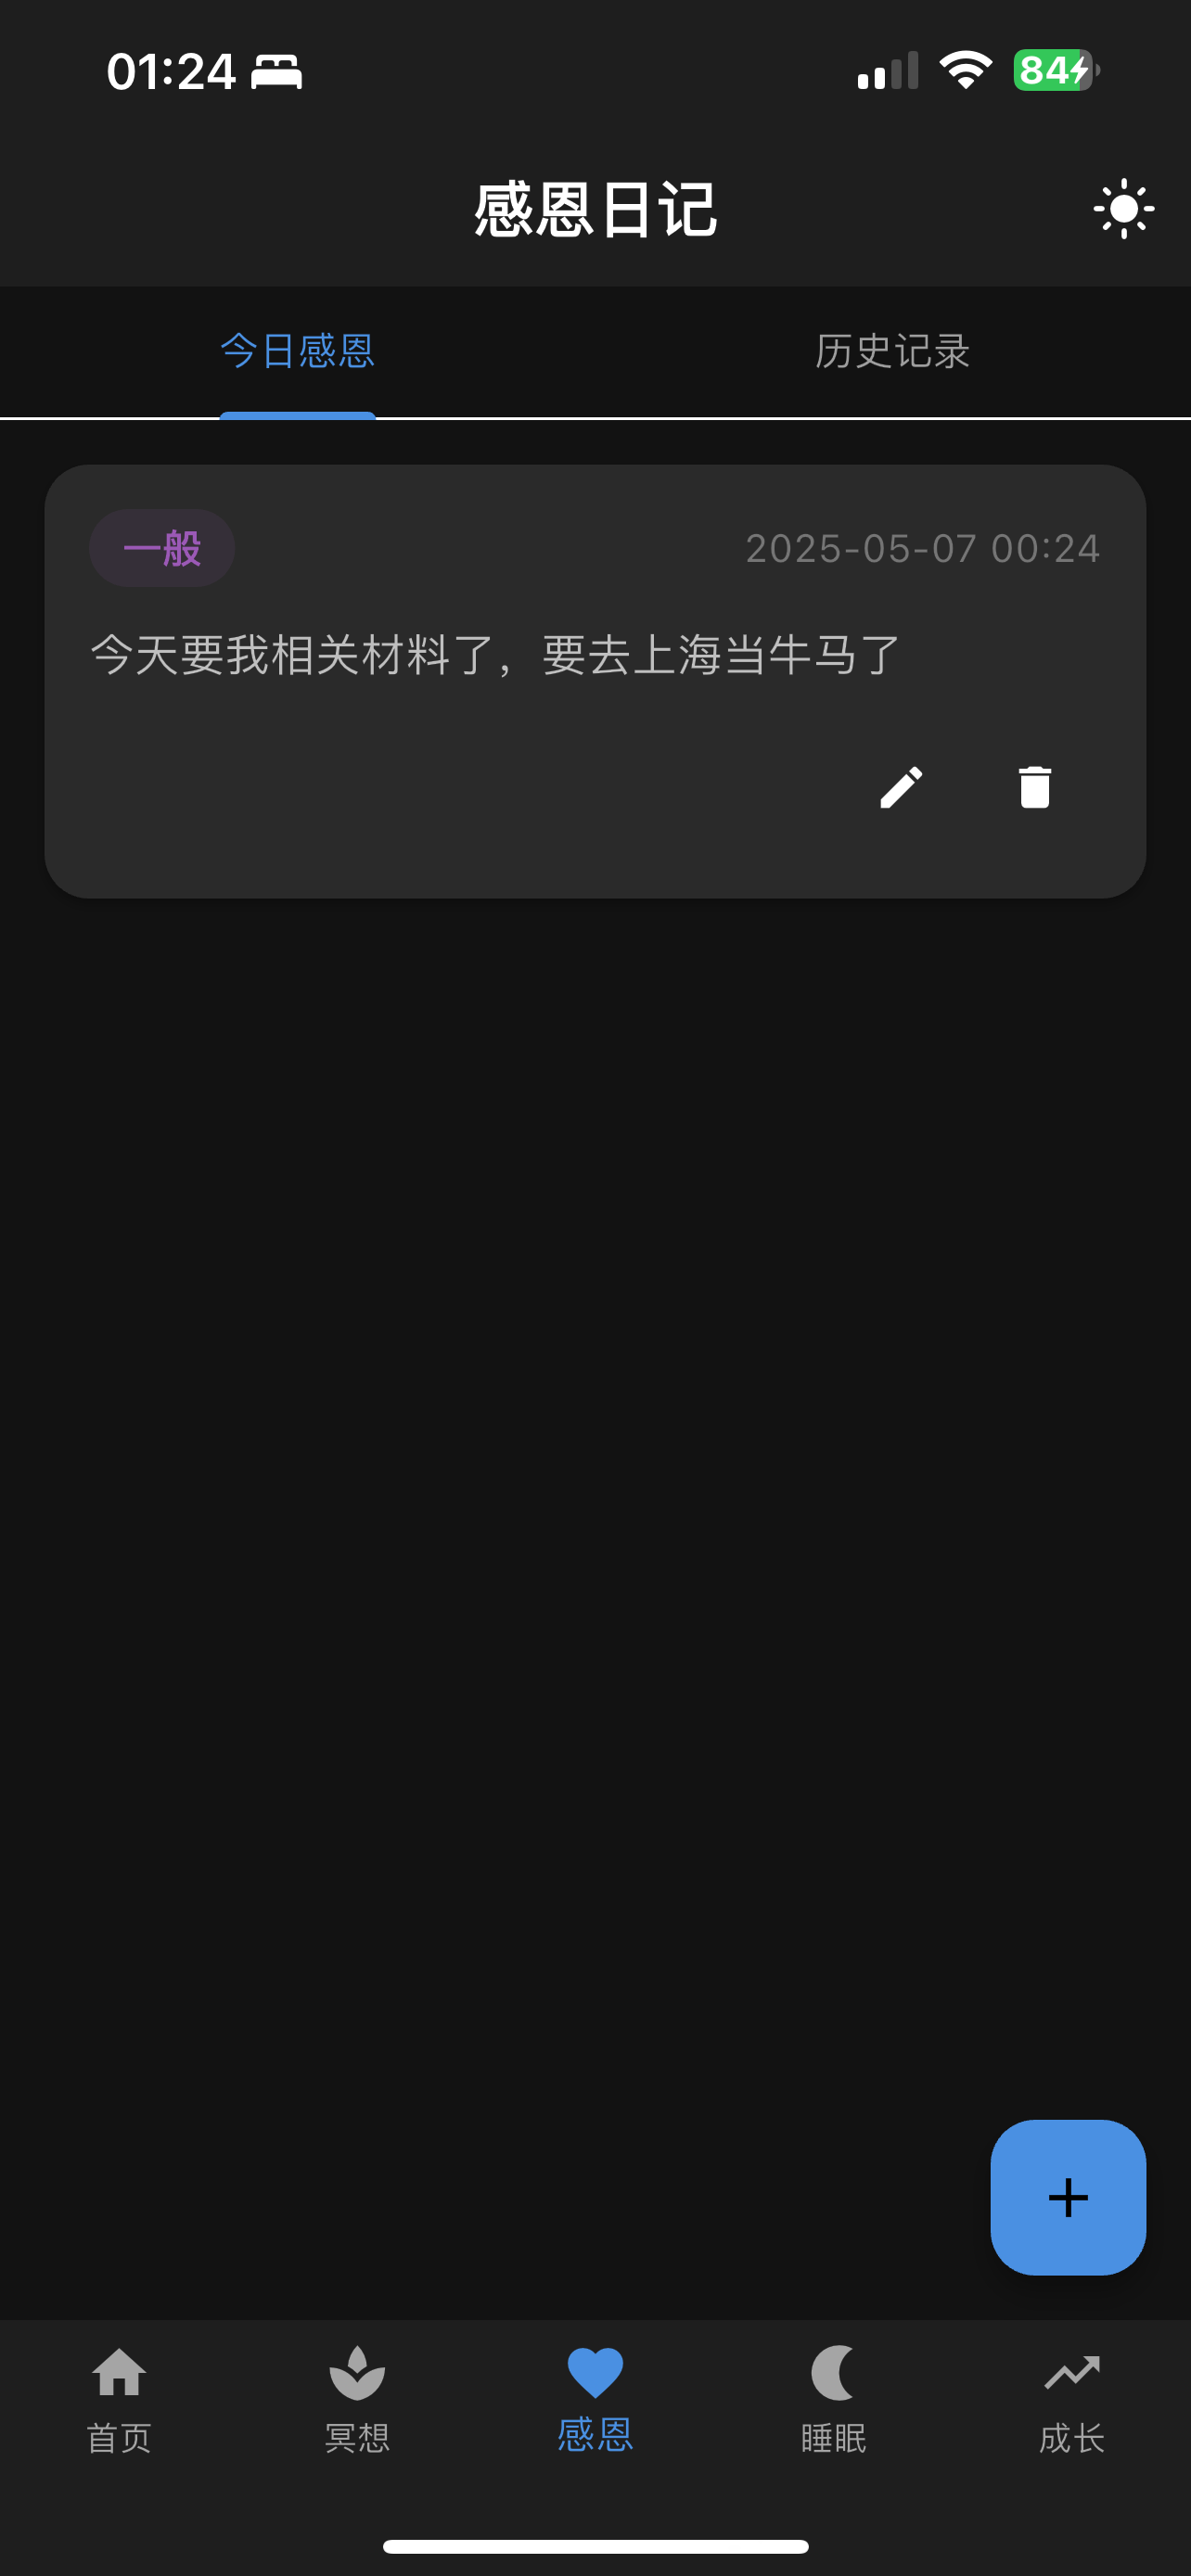 01:24
84
感恩日记
今日感恩
历史记录
一般
2025-05-07 00:24
今天要我相关材料了，要去上海当牛马了
首页
冥想
感恩
睡眠
成长